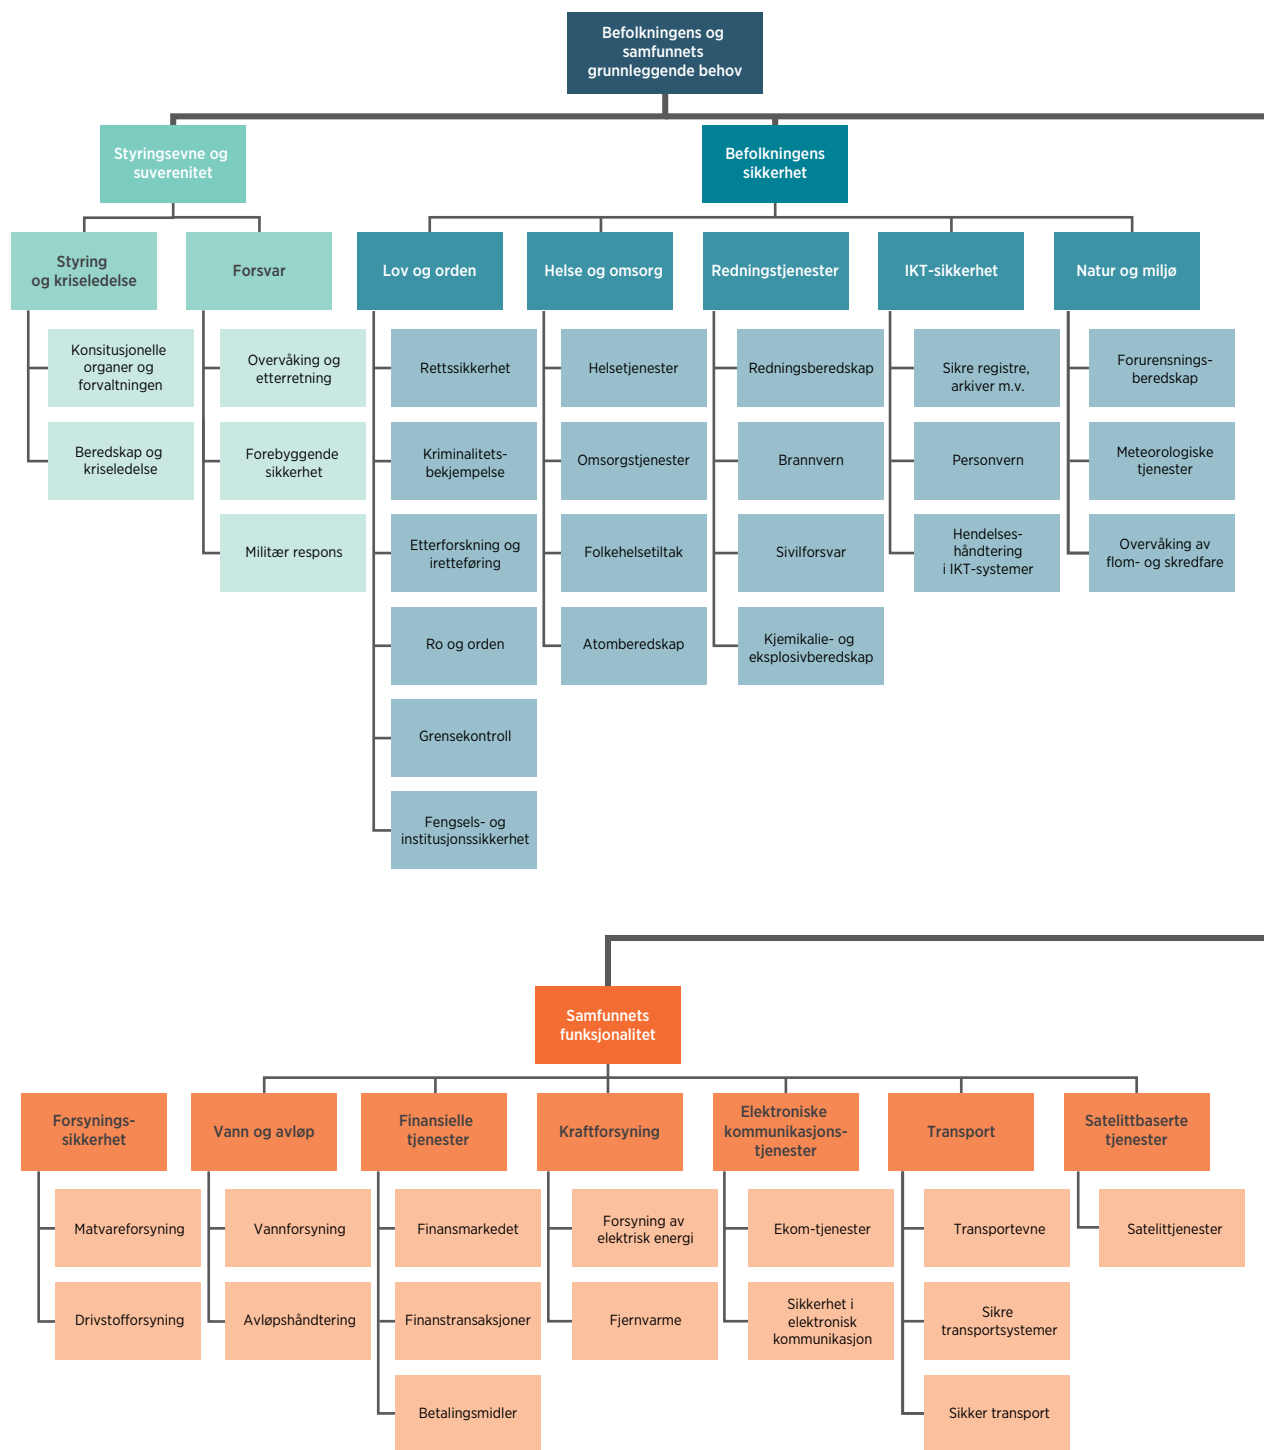 Befolkningens og
samfunnets
grunnleggende behov
Styringsevne og
suverenitet
Befolkningens
sikkerhet
Styring
og kriseledelse
Forsvar
Lov og orden
Helse og omsorg
Redningstjenester
IKT-sikkerhet
Natur og miljø
Konsitusjonelle
organer og
forvaltningen
Beredskap og
kriseledelse
Overvåking og
etterretning
Forebyggende
sikkerhet
Militær respons
Rettssikkerhet
Kriminalitets-
bekjempelse
Etterforskning og
iretteføring
Ro og orden
Grensekontroll
Fengsels- og
institusjonssikkerhet
Helsetjenester
Omsorgstjenester
Folkehelsetiltak
Atomberedskap
Redningsberedskap
Brannvern
Sivilforsvar
Kjemikalie- og
eksplosivberedskap
Sikre registre,
arkiver m.v.
Personvern
Hendelses-
håndtering
i IKT-systemer
Forurensnings-
beredskap
Meteorologiske
tjenester
Overvåking av
flom- og skredfare
Samfunnets
funksjonalitet
Forsynings-
sikkerhet
Vann og avløp
Finansielle
tjenester
Kraftforsyning
Elektroniske
kommunikasjons-
tjenester
Transport
Satelittbaserte
tjenester
Matvareforsyning
Drivstofforsyning
Vannforsyning
Avløpshåndtering
Finansmarkedet
Finanstransaksjoner
Betalingsmidler
Forsyning av
elektrisk energi
Fjernvarme
Ekom-tjenester
Sikkerhet i
elektronisk
kommunikasjon
Transportevne
Sikre
transportsystemer
Sikker transport
Satelittjenester